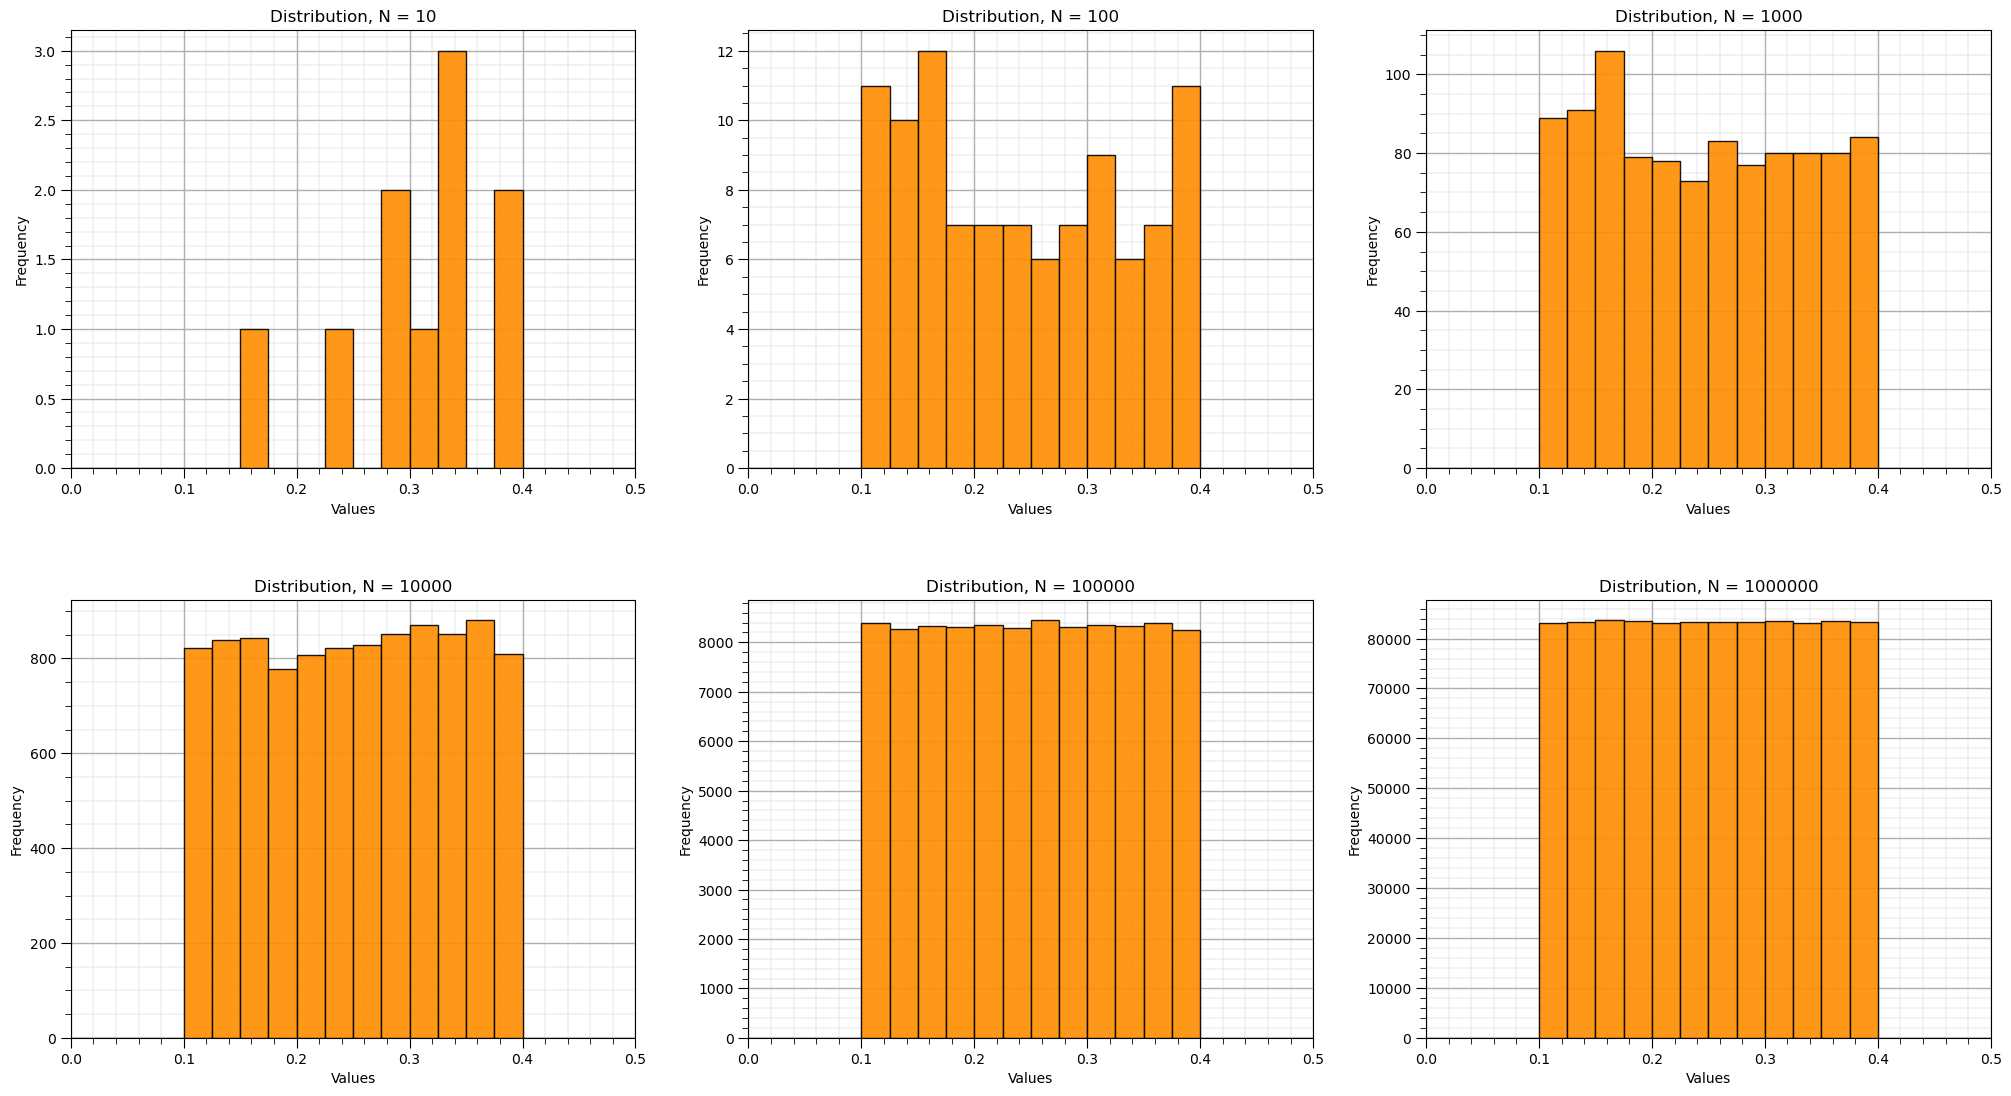 Distribution, N = 10
3.0
2.5
2.0
1.5
1.0
0.5
0.0
Frequency
0.0 0.1 0.2 0.3 0.4 0.5
Values
Distribution, N = 100
12
10
8
6
4
2
0
Frequency
0.0 0.1 0.2 0.3 0.4 0.5
Values
Distribution, N = 1000
100
80
60
40
20
0
Frequency
0.0 0.1 0.2 0.3 0.4 0.5
Values
Distribution, N = 10000
800
600
400
200
0
Frequency
0.0 0.1 0.2 0.3 0.4 0.5
Values
Distribution, N = 100000
8000
7000
6000
5000
4000
3000
2000
1000
0
Frequency
0.0 0.1 0.2 0.3 0.4 0.5
Values
Distribution, N = 1000000
80000
70000
60000
50000
40000
30000
20000
10000
0
Frequency
0.0 0.1 0.2 0.3 0.4 0.5
Values